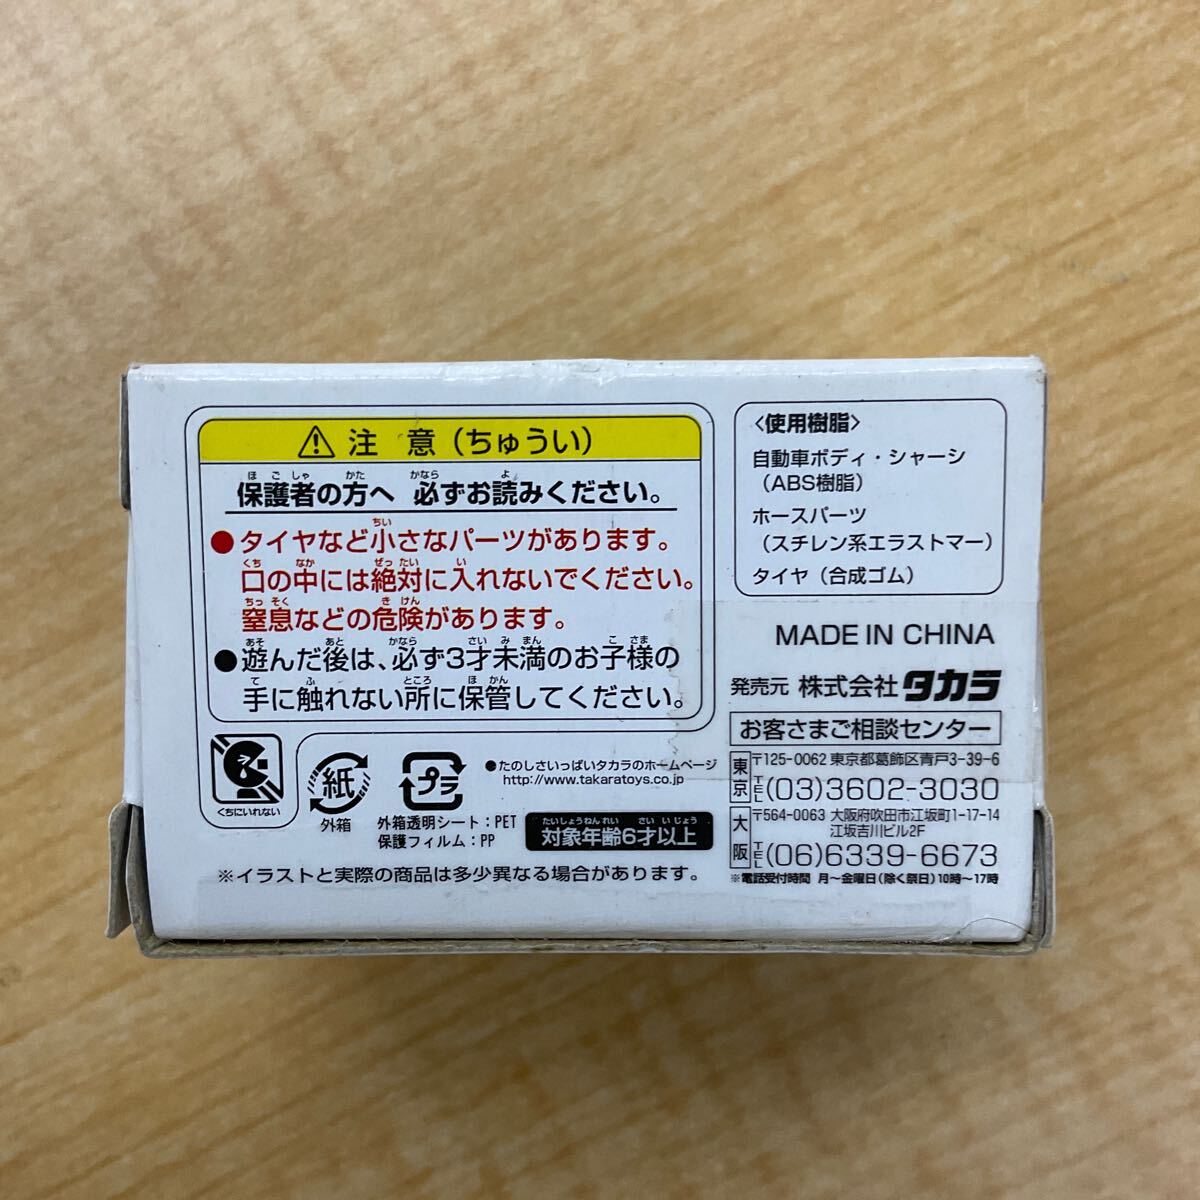 ⚠注 意(ちゅうい)
保護者の方へ 必ずお読みください。
●タイヤなど小さなパーツがあります。
口の中には絶対に入れないでください。
窒息などの危険があります。
●遊んだ後は、必ず3才未満のお子様の
手に触れない所に保管してください。
くちにいれない
紙
外箱
プラ
外箱透明シート:PET
保護フィルム:PP
●たのしさいっぱいタカラのホームページ
http://www.takaratoys.co.jp
対象年齢6才以上
※イラストと実際の商品は多少異なる場合があります。
〈使用樹脂〉
自動車ボディ・シャーシ
(ABS樹脂)
ホースパーツ
(スチレン系エラストマー)
タイヤ(合成ゴム)
MADE IN CHINA
発売元 株式会社タカラ
お客さまご相談センター
東京 〒125-0062 東京都葛飾区青戸3-39-6
TEL(03)3602-3030
大阪 〒564-0063 大阪府吹田市江坂町1-17-14
江坂吉川ビル2F
TEL(06)6339-6673
※電話受付時間 月〜金曜日(除く祭日)10時〜17時